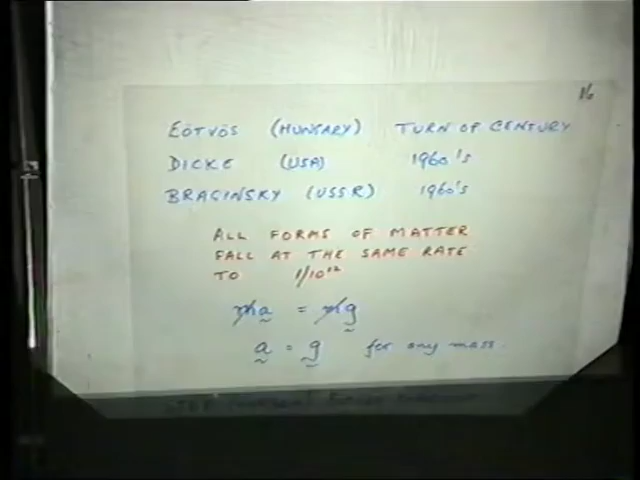 EÖTVÖS (HUNGARY) TURN OF CENTURY
DICKE (USA) 1960's
BRAGINSKY (USSR) 1960's
ALL FORMS OF MATTER
FALL AT THE SAME RATE
TO 1/10¹²
ma = mg
a = g for any mass.